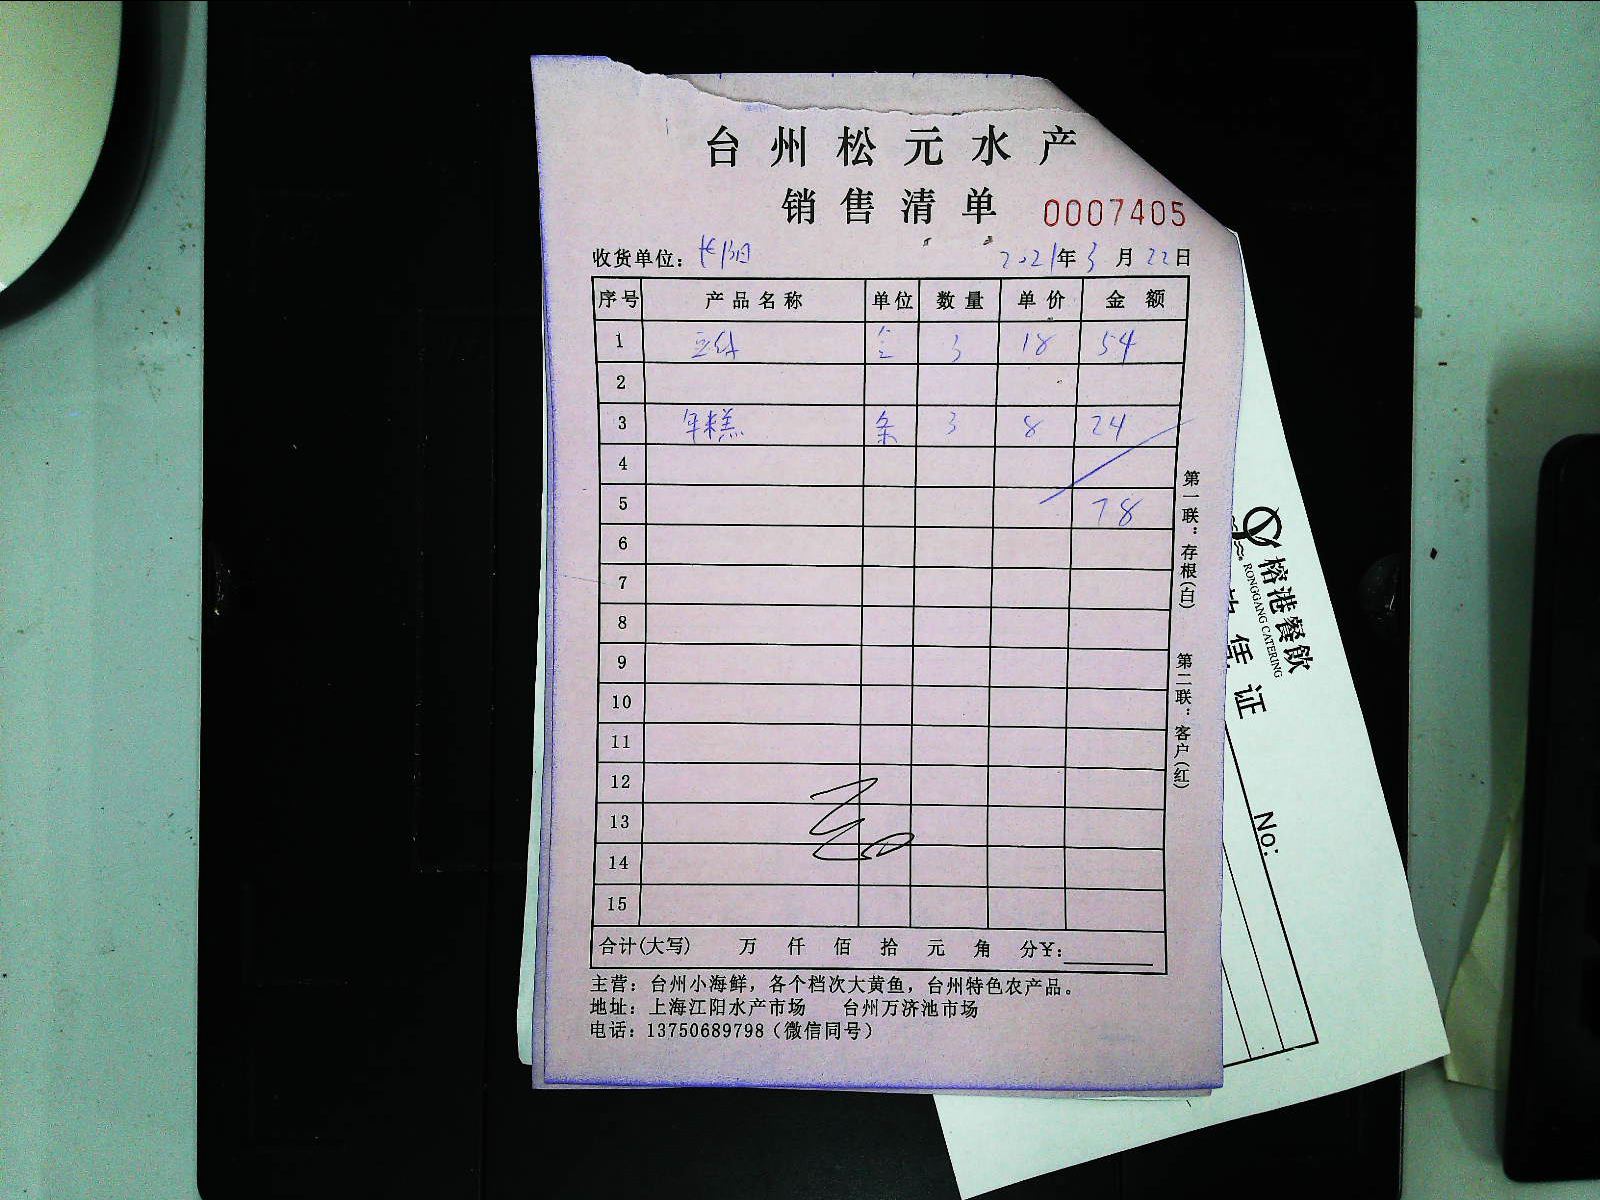 台州松元水产
销售清单 0007405
收货单位: 长阳 2021年3月22日
序号 产品名称 单位 数量 单价 金额
1 3 18 54
2
3 年糕 条 3 8 24
4
5 78
6
7
8
9
10
11
12
13
14
15
合计(大写) 万 仟 佰 拾 元 角 分¥:
主营: 台州小海鲜, 各个档次大黄鱼, 台州特色农产品。
地址: 上海江阳水产市场 台州万济池市场
电话: 13750689798 (微信同号)
第一联: 存根(白) 第二联: 客户(红)
榕港餐飲
RONGGANG CATERING
证
No: